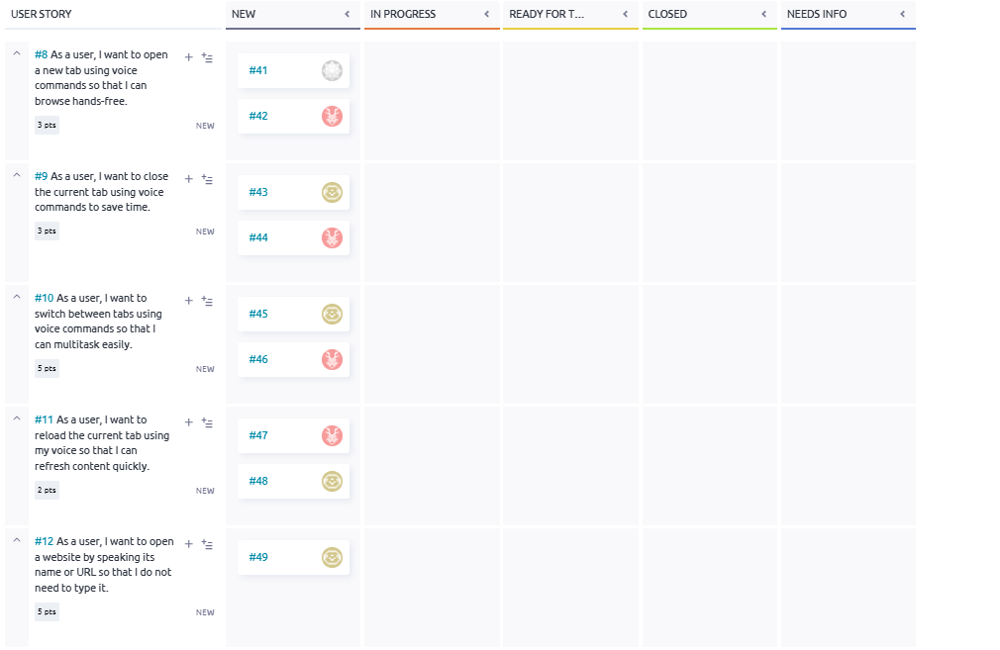 USER STORY
NEW
IN PROGRESS
READY FOR T...
CLOSED
NEEDS INFO
#8 As a user, I want to open
a new tab using voice
commands so that I can
browse hands-free.
3 pts
NEW
#41
#42
#9 As a user, I want to close
the current tab using voice
commands to save time.
3 pts
NEW
#43
#44
#10 As a user, I want to
switch between tabs using
voice commands so that I
can multitask easily.
5 pts
NEW
#45
#46
#11 As a user, I want to
reload the current tab using
my voice so that I can
refresh content quickly.
2 pts
NEW
#47
#48
#12 As a user, I want to open
a website by speaking its
name or URL so that I do not
need to type it.
5 pts
NEW
#49